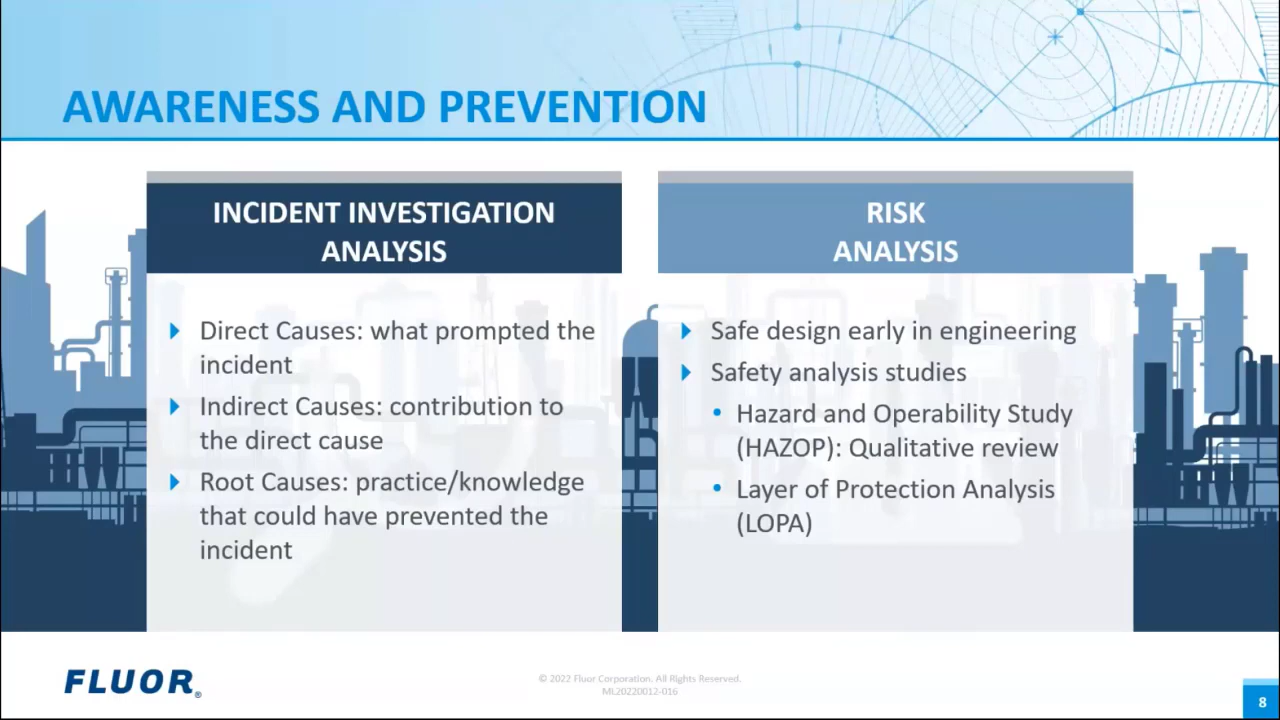 AWARENESS AND PREVENTION
INCIDENT INVESTIGATION
ANALYSIS
Direct Causes: what prompted the
incident
Indirect Causes: contribution to
the direct cause
Root Causes: practice/knowledge
that could have prevented the
incident
RISK
ANALYSIS
Safe design early in engineering
Safety analysis studies
Hazard and Operability Study
(HAZOP): Qualitative review
Layer of Protection Analysis
(LOPA)
FLUOR®
© 2022 Fluor Corporation. All Rights Reserved.
MI.20220012-016
8